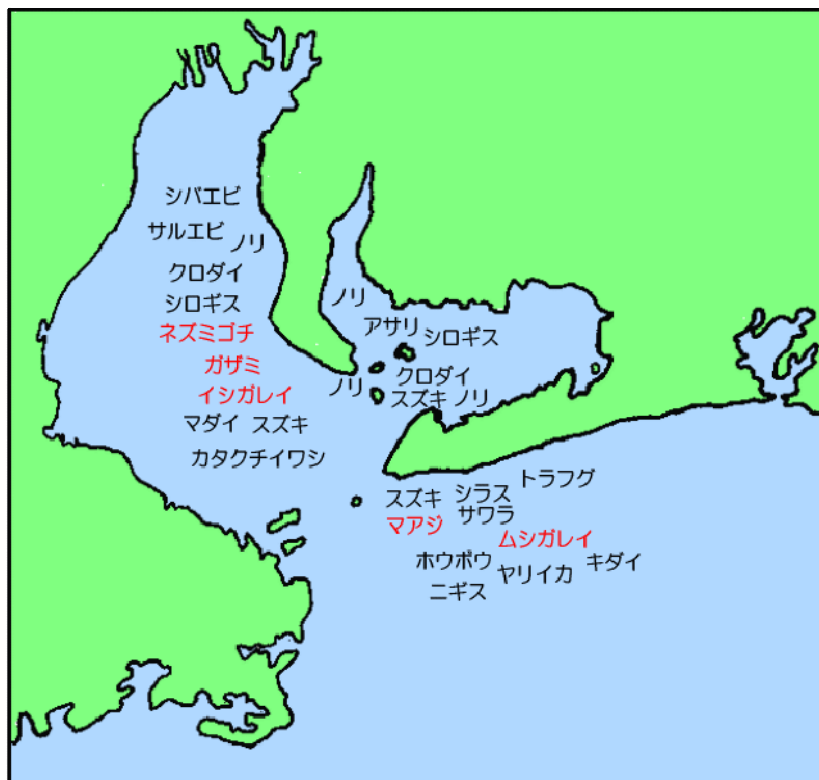 シバエビ
サルエビ
ノリ
クロダイ
シロギス
ネズミゴチ
ガザミ
イシガレイ
マダイ スズキ
カタクチイワシ
ノリ
アサリ
シロギス
ノリ
クロダイ
スズキ ノリ
トラフグ
スズキ
シラス
サワラ
マアジ
ムシガレイ
ホウボウ
ヤリイカ
キダイ
ニギス